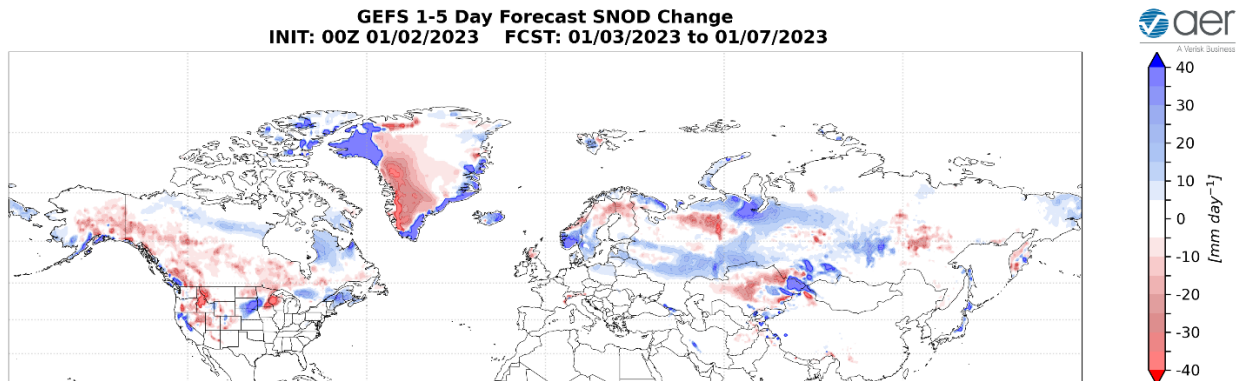 GEFS 1-5 Day Forecast SNOD Change
INIT: 00Z 01/02/2023 FCST: 01/03/2023 to 01/07/2023
aer
A Verisk Business
40
30
20
10
0
-10
-20
-30
-40
[mm day⁻¹]